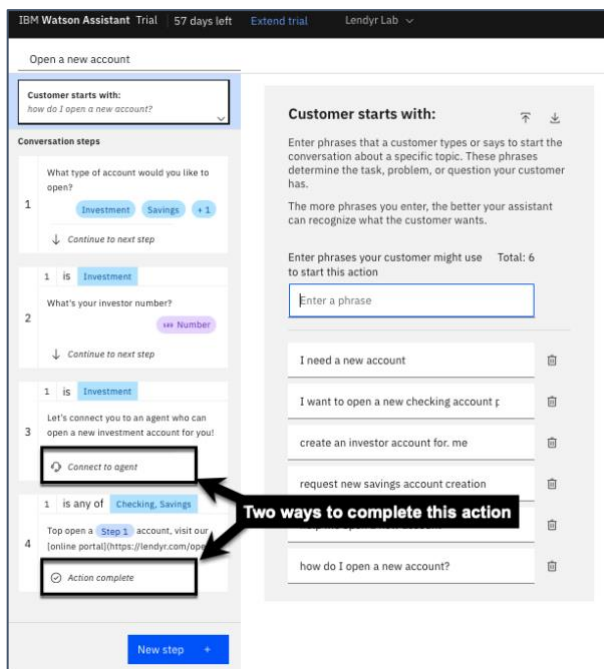 IBM Watson Assistant Trial 57 days left Extend trial Lendyr Lab
Open a new account
Customer starts with:
how do I open a new account?
Conversation steps
1
What type of account would you like to
open?
Investment Savings + 1
Continue to next step
1 is Investment
2
What's your investor number?
123 Number
Continue to next step
1 is Investment
3
Let's connect you to an agent who can
open a new investment account for you!
Connect to agent
1 is any of Checking, Savings
4
Top open a Step 1 account, visit our
[online portal](https://lendyr.com/ope
Action complete
New step +
Customer starts with:
Enter phrases that a customer types or says to start the
conversation about a specific topic. These phrases
determine the task, problem, or question your customer
has.
The more phrases you enter, the better your assistant
can recognize what the customer wants.
Enter phrases your customer might use Total: 6
to start this action
Enter a phrase
I need a new account
I want to open a new checking account p
create an investor account for. me
request new savings account creation
Two ways to complete this action
how do I open a new account?